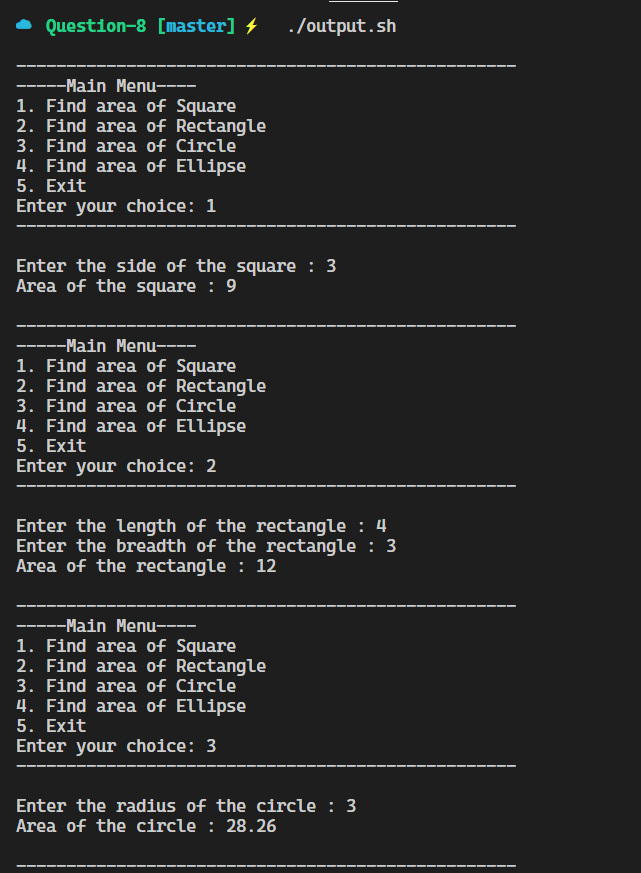 Question-8 [master] ⚡ ./output.sh
--------------------------------------------------
-----Main Menu----
1. Find area of Square
2. Find area of Rectangle
3. Find area of Circle
4. Find area of Ellipse
5. Exit
Enter your choice: 1
--------------------------------------------------
Enter the side of the square : 3
Area of the square : 9
--------------------------------------------------
-----Main Menu----
1. Find area of Square
2. Find area of Rectangle
3. Find area of Circle
4. Find area of Ellipse
5. Exit
Enter your choice: 2
--------------------------------------------------
Enter the length of the rectangle : 4
Enter the breadth of the rectangle : 3
Area of the rectangle : 12
--------------------------------------------------
-----Main Menu----
1. Find area of Square
2. Find area of Rectangle
3. Find area of Circle
4. Find area of Ellipse
5. Exit
Enter your choice: 3
--------------------------------------------------
Enter the radius of the circle : 3
Area of the circle : 28.26
--------------------------------------------------